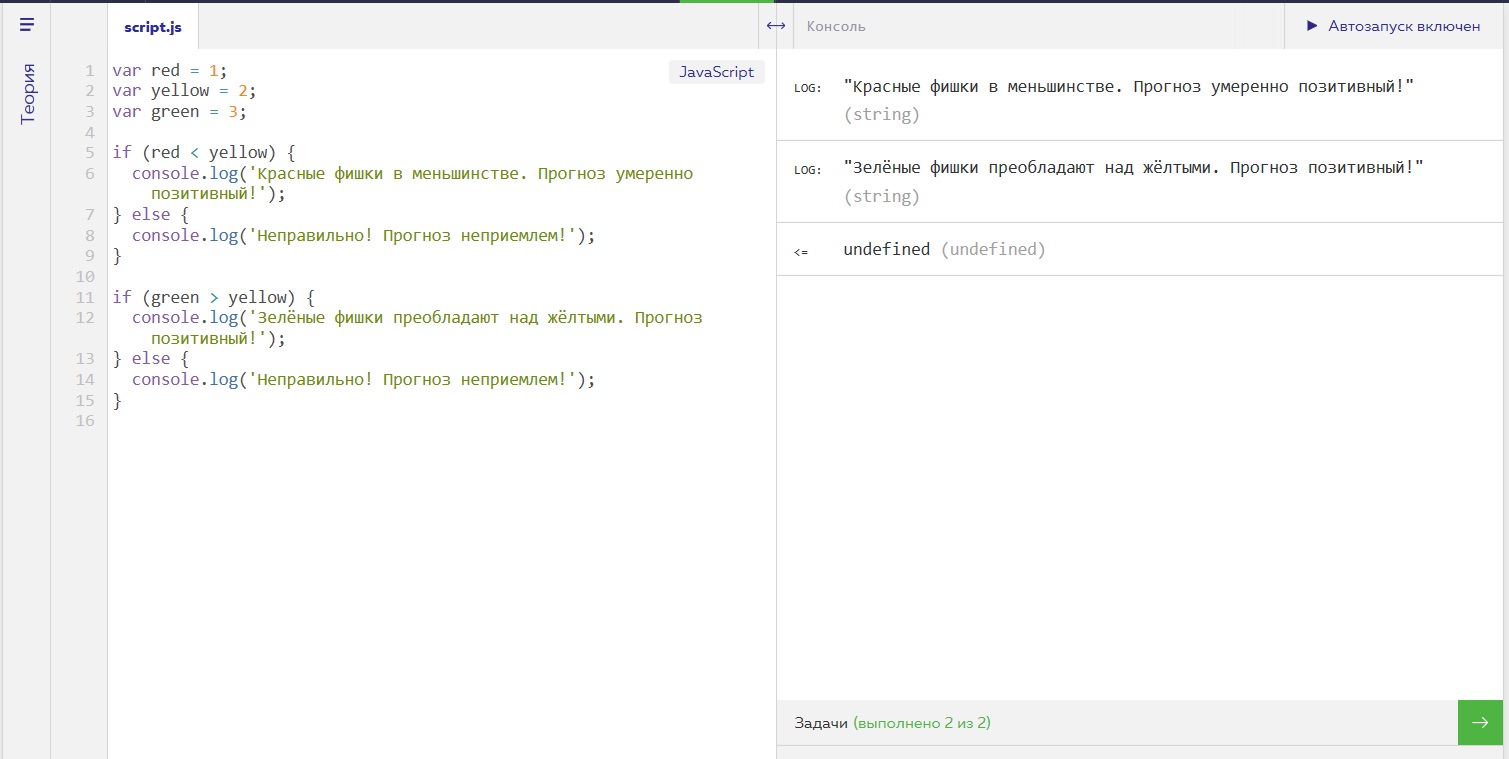 script.js
Консоль
Автозапуск включен
Теория
JavaScript
1 var red = 1;
2 var yellow = 2;
3 var green = 3;
4
5 if (red < yellow) {
6 console.log('Красные фишки в меньшинстве. Прогноз умеренно
позитивный!');
7 } else {
8 console.log('Неправильно! Прогноз неприемлем!');
9 }
10
11 if (green > yellow) {
12 console.log('Зелёные фишки преобладают над жёлтыми. Прогноз
позитивный!');
13 } else {
14 console.log('Неправильно! Прогноз неприемлем!');
15 }
16
LOG: "Красные фишки в меньшинстве. Прогноз умеренно позитивный!"
(string)
LOG: "Зелёные фишки преобладают над жёлтыми. Прогноз позитивный!"
(string)
<= undefined (undefined)
Задачи (выполнено 2 из 2)